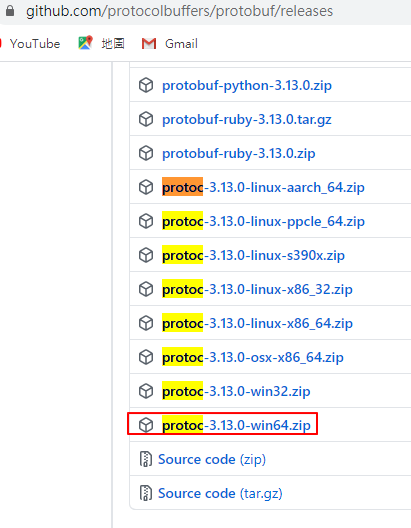 github.com/protocolbuffers/protobuf/releases
YouTube 地圖 Gmail
protobuf-python-3.13.0.zip
protobuf-ruby-3.13.0.tar.gz
protobuf-ruby-3.13.0.zip
protoc-3.13.0-linux-aarch_64.zip
protoc-3.13.0-linux-ppcle_64.zip
protoc-3.13.0-linux-s390x.zip
protoc-3.13.0-linux-x86_32.zip
protoc-3.13.0-linux-x86_64.zip
protoc-3.13.0-osx-x86_64.zip
protoc-3.13.0-win32.zip
protoc-3.13.0-win64.zip
Source code (zip)
Source code (tar.gz)